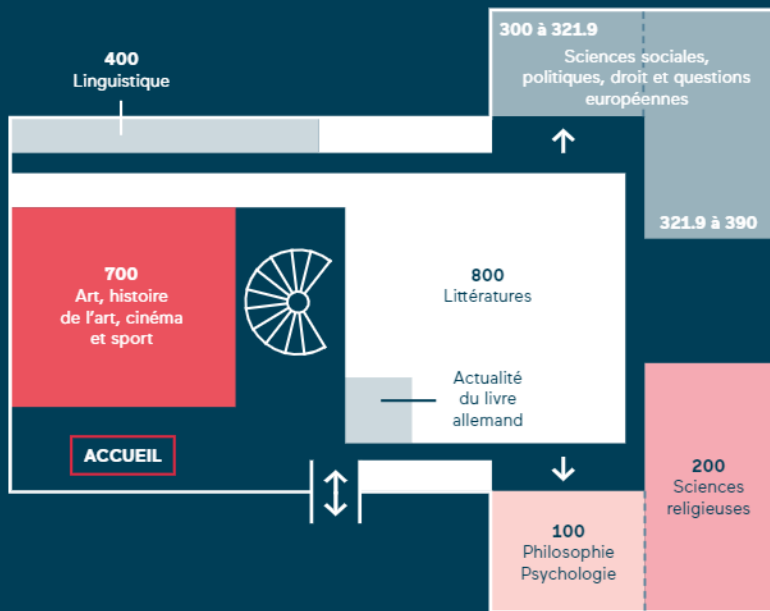 300 à 321.9
Sciences sociales,
politiques, droit et questions
européennes
400
Linguistique
321.9 à 390
700
Art, histoire
de l'art, cinéma
et sport
800
Littératures
Actualité
du livre
allemand
ACCUEIL
200
Sciences
religieuses
100
Philosophie
Psychologie